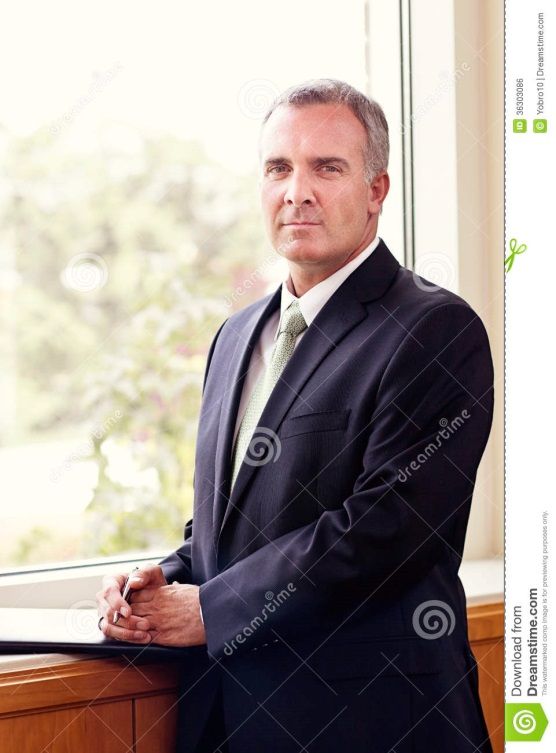 ID 36303086
© Yobro10 | Dreamstime.com
dreamstime
dreamstime
dreamstime
Download from
Dreamstime.com
This watermarked comp image is for previewing purposes only.